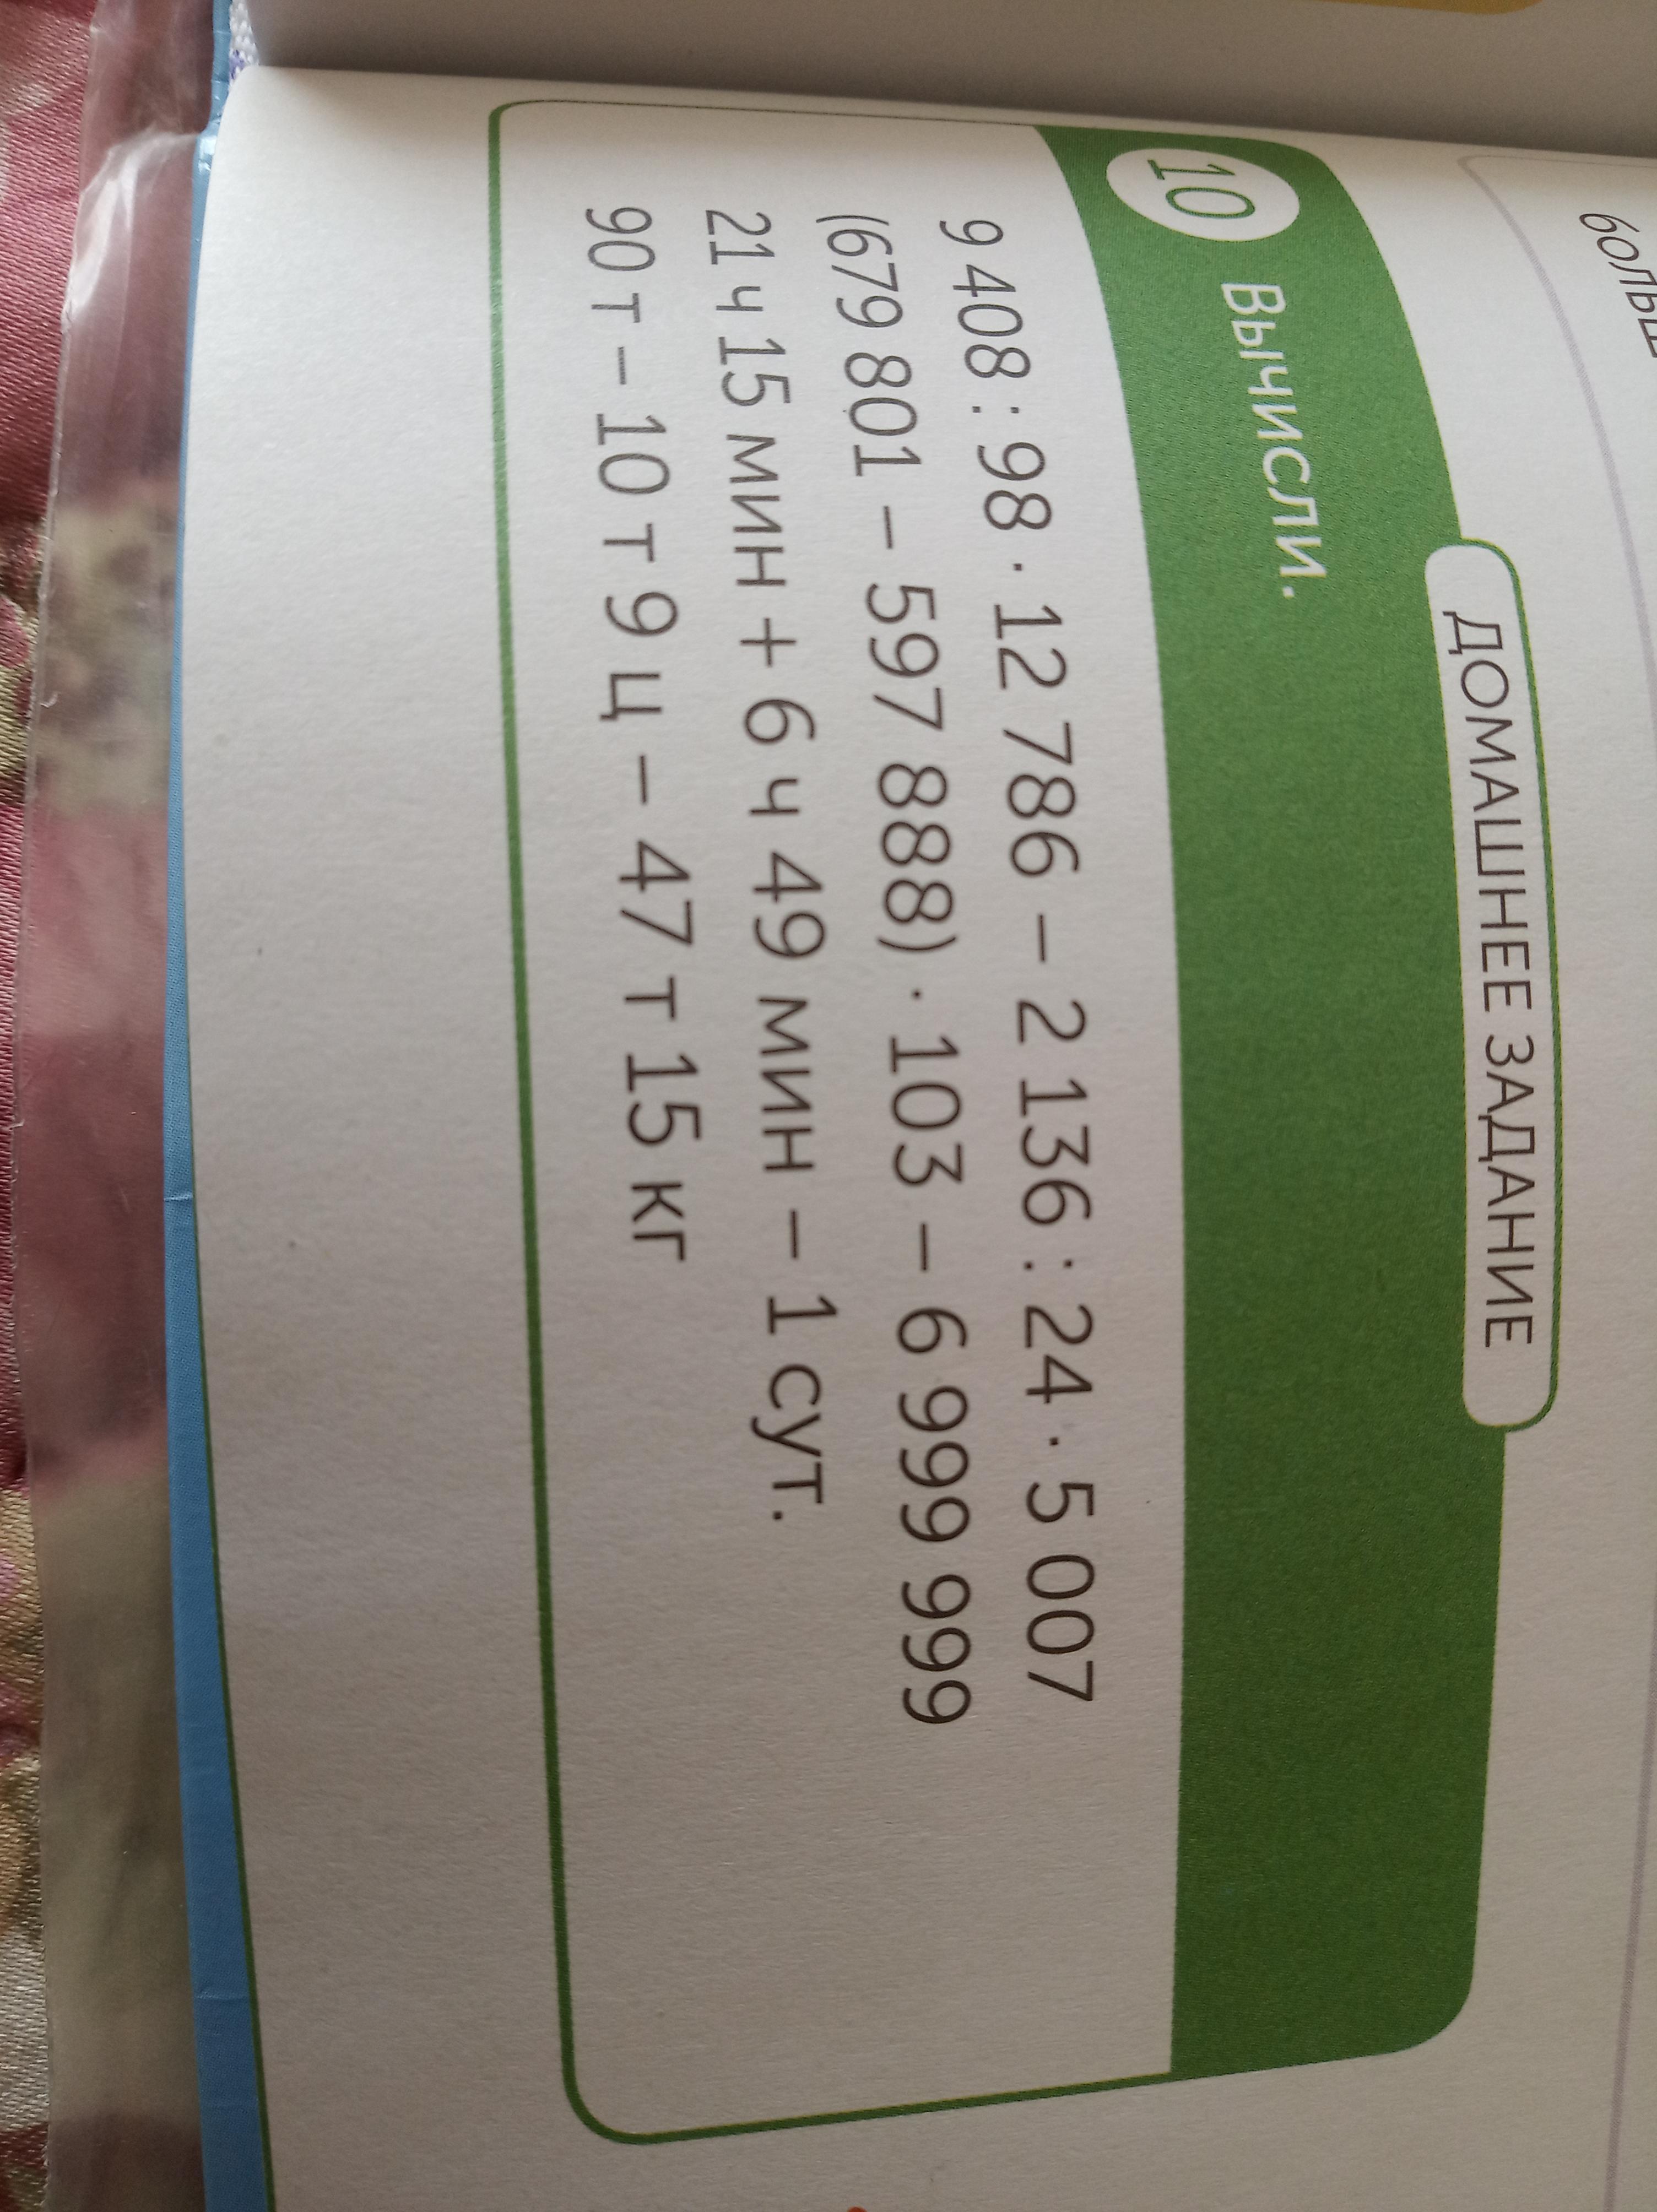 больш
ДОМАШНЕЕ ЗАДАНИЕ
10 Вычисли.
9 408 : 98 · 12 786 – 2 136 : 24 · 5 007
(679 801 – 597 888) · 103 – 6 999 999
21 ч 15 мин + 6 ч 49 мин – 1 сут.
90 т – 10 т 9 ц – 47 т 15 кг